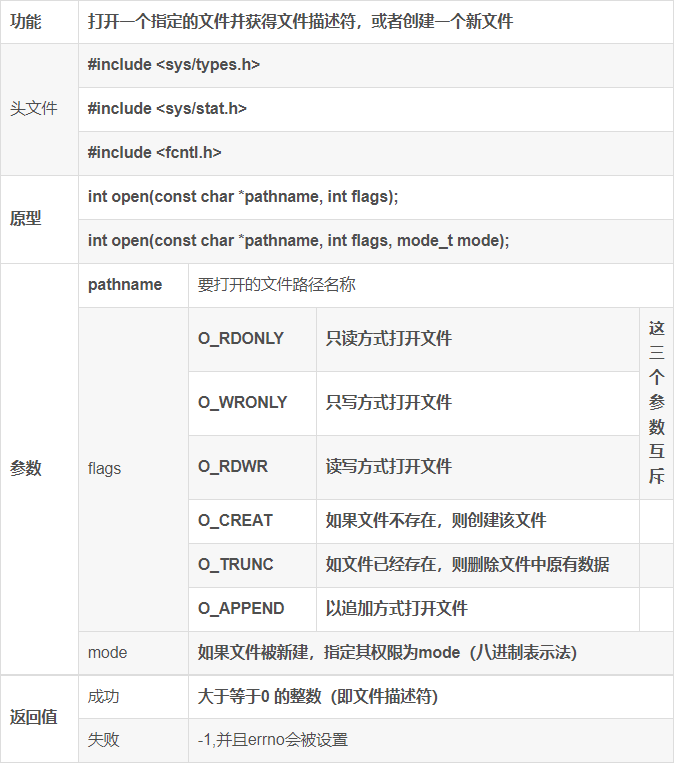 功能 打开一个指定的文件并获得文件描述符，或者创建一个新文件
头文件
#include <sys/types.h>
#include <sys/stat.h>
#include <fcntl.h>
原型
int open(const char *pathname, int flags);
int open(const char *pathname, int flags, mode_t mode);
参数
pathname 要打开的文件路径名称
flags
O_RDONLY 只读方式打开文件
O_WRONLY 只写方式打开文件
O_RDWR 读写方式打开文件
这三个参数互斥
O_CREAT 如果文件不存在，则创建该文件
O_TRUNC 如文件已经存在，则删除文件中原有数据
O_APPEND 以追加方式打开文件
mode 如果文件被新建，指定其权限为mode（八进制表示法）
返回值
成功 大于等于0 的整数（即文件描述符）
失败 -1,并且errno会被设置